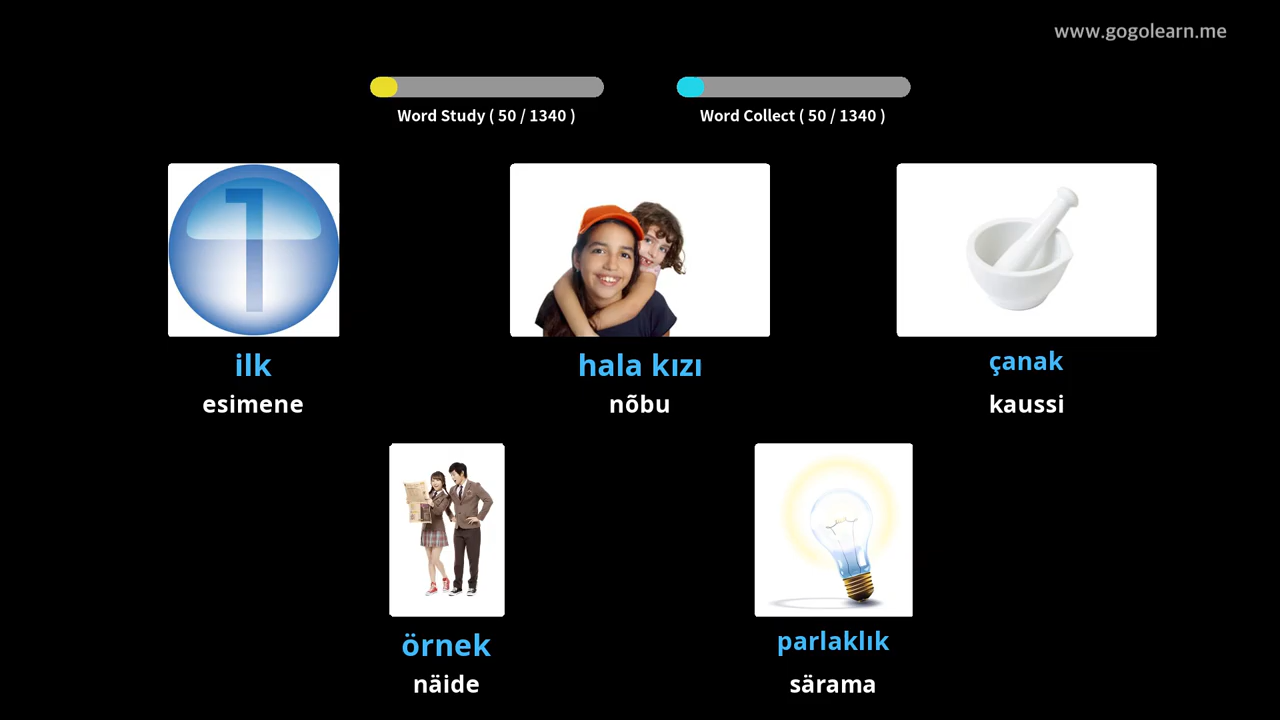 www.gogolearn.me
Word Study ( 50 / 1340 )
Word Collect ( 50 / 1340 )
ilk
esimene
hala kızı
nõbu
çanak
kaussi
örnek
näide
parlaklık
särama